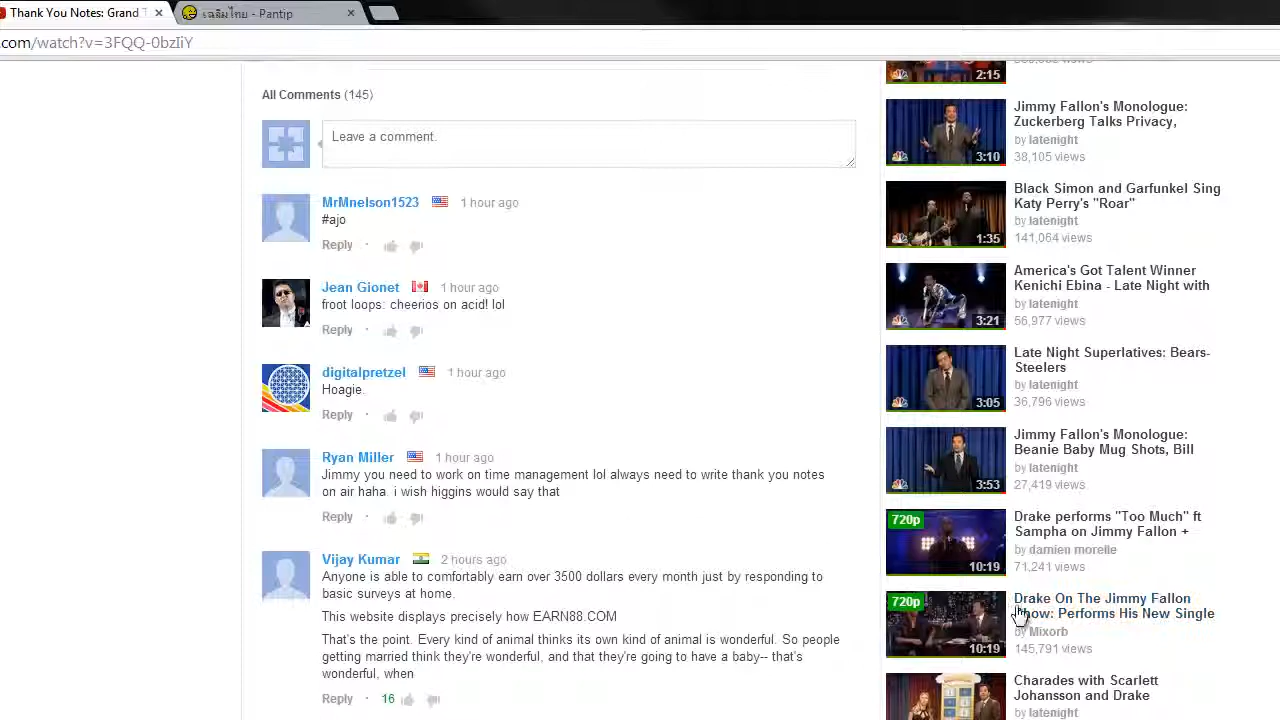 Thank You Notes: Grand T
เฉลิมไทย - Pantip
.com/watch?v=3FQQ-0bzIiY
All Comments (145)
Leave a comment.
MrMnelson1523 1 hour ago
#ajo
Reply
Jean Gionet 1 hour ago
froot loops: cheerios on acid! lol
Reply
digitalpretzel 1 hour ago
Hoagie.
Reply
Ryan Miller 1 hour ago
Jimmy you need to work on time management lol always need to write thank you notes
on air haha. i wish higgins would say that
Reply
Vijay Kumar 2 hours ago
Anyone is able to comfortably earn over 3500 dollars every month just by responding to
basic surveys at home.
This website displays precisely how EARN88.COM
That is the point. Every kind of animal thinks its own kind of animal is wonderful. So people
getting married think they're wonderful, and that they're going to have a baby-- that's
wonderful, when
Reply 16
views
2:15
Jimmy Fallon's Monologue:
Zuckerberg Talks Privacy,
by latenight
38,105 views
3:10
Black Simon and Garfunkel Sing
Katy Perry's "Roar"
by latenight
141,064 views
1:35
America's Got Talent Winner
Kenichi Ebina - Late Night with
by latenight
56,977 views
3:21
Late Night Superlatives: Bears-
Steelers
by latenight
36,796 views
3:05
Jimmy Fallon's Monologue:
Beanie Baby Mug Shots, Bill
by latenight
27,419 views
3:53
720p
Drake performs "Too Much" ft
Sampha on Jimmy Fallon +
by damien morelle
71,241 views
10:19
720p
Drake On The Jimmy Fallon
Show: Performs His New Single
by Mixorb
145,791 views
10:19
Charades with Scarlett
Johansson and Drake
by latenight